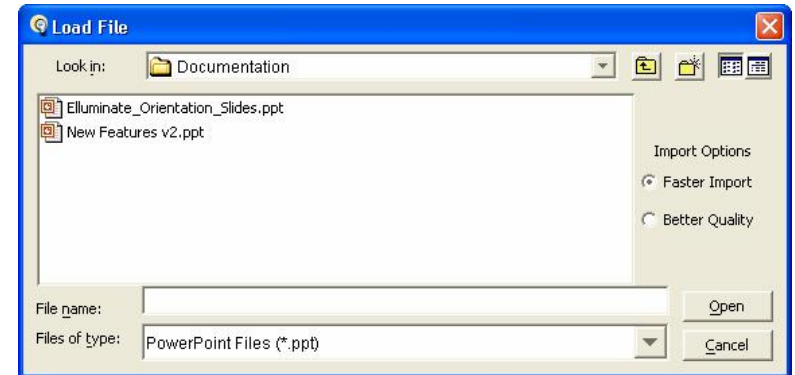 Load File
Look in: Documentation
Elluminate_Orientation_Slides.ppt
New Features v2.ppt
Import Options
Faster Import
Better Quality
File name: Open
Files of type: PowerPoint Files (*.ppt) Cancel